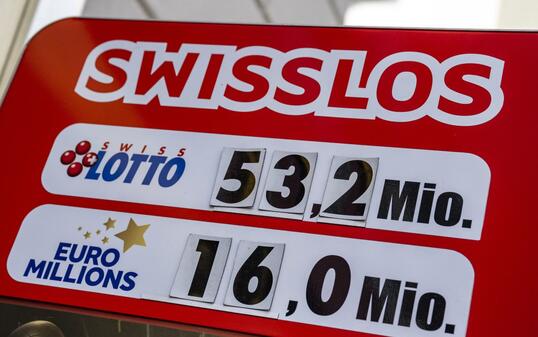 SWISSLOS
SWISS
LOTTO
53,2 Mio.
EURO
MILLIONS
16,0 Mio.